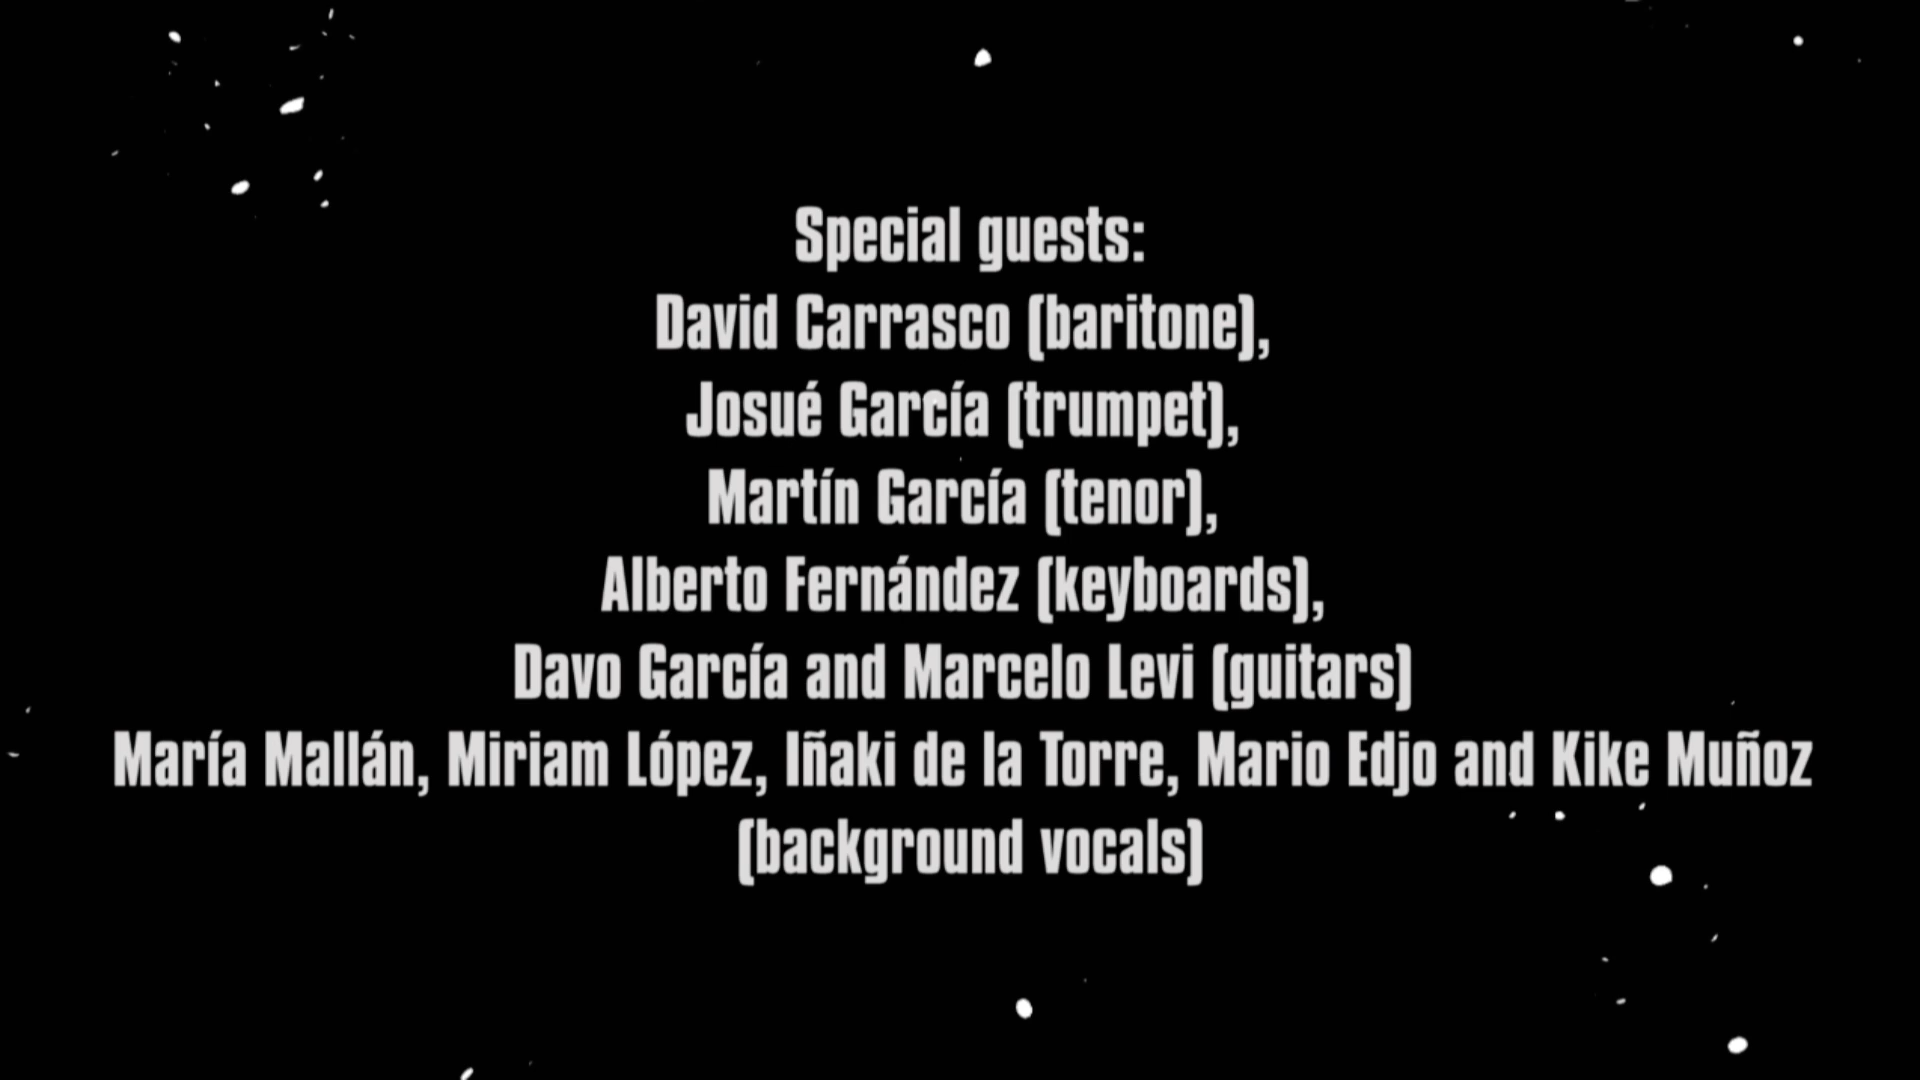 Special guests:
David Carrasco (baritone),
Josué García (trumpet),
Martín García (tenor),
Alberto Fernández (keyboards),
Davo García and Marcelo Levi (guitars)
María Mallán, Miriam López, Iñaki de la Torre, Mario Edjo and Kike Muñoz
(background vocals)